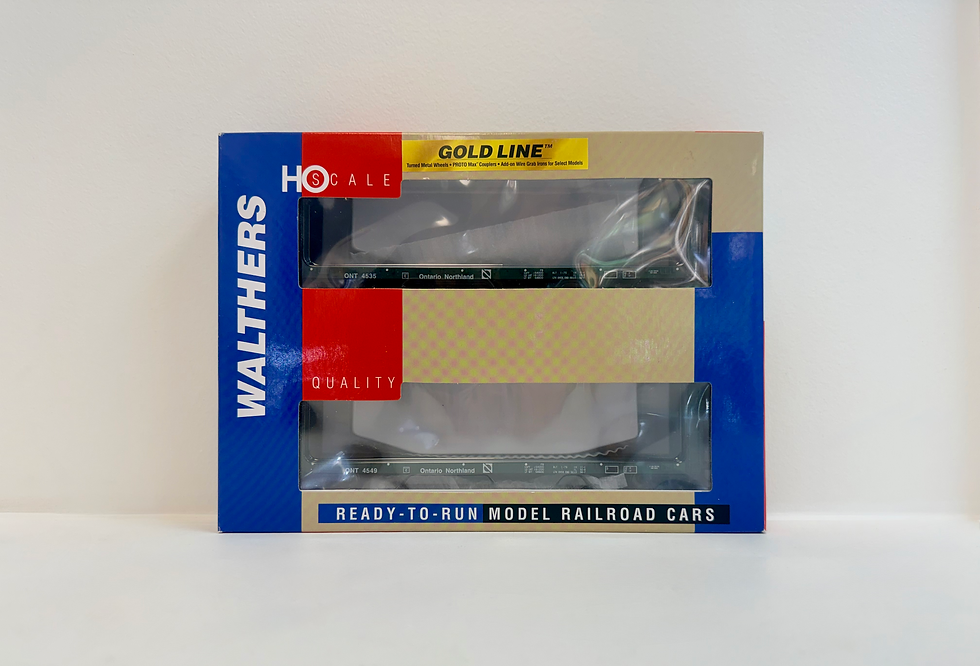 GOLD LINE™
Turned Metal Wheels • PROTO Max™ Couplers • Add-on Wire Grab Irons for Select Models
HO SCALE
WALTHERS
ONT 4535
Ontario Northland
QUALITY
ONT 4549
Ontario Northland
READY-TO-RUN MODEL RAILROAD CARS